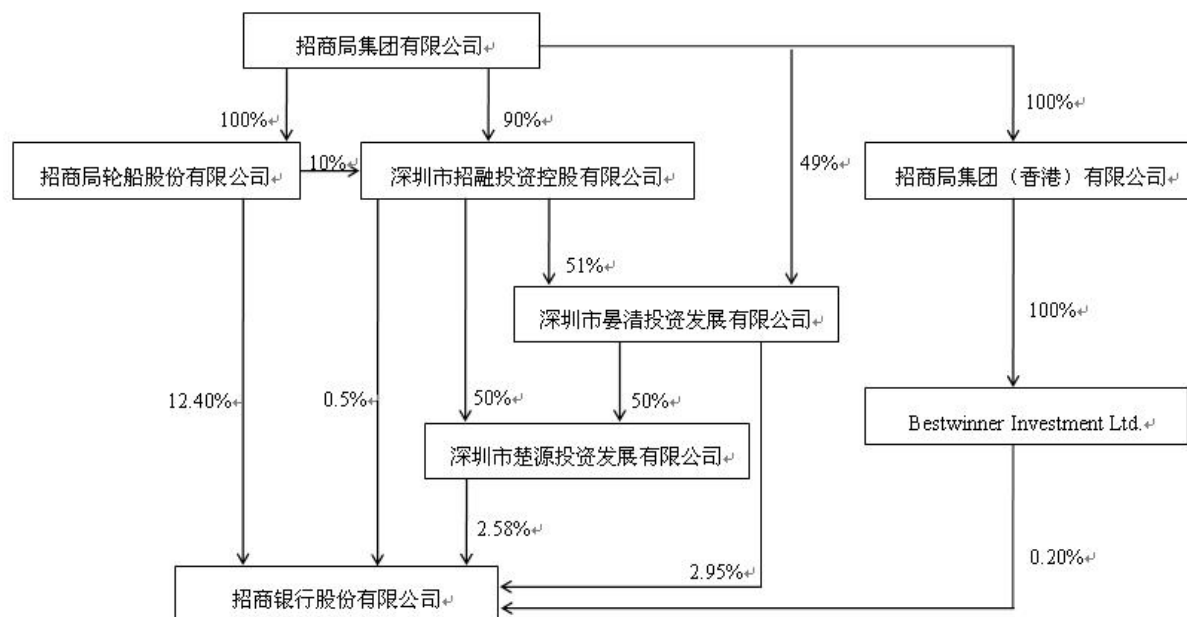 招商局集团有限公司
100%
90%
100%
招商局轮船股份有限公司
10%
深圳市招融投资控股有限公司
49%
招商局集团（香港）有限公司
51%
深圳市晏清投资发展有限公司
100%
12.40%
0.5%
50%
50%
Bestwinner Investment Ltd.
深圳市楚源投资发展有限公司
2.58%
2.95%
0.20%
招商银行股份有限公司